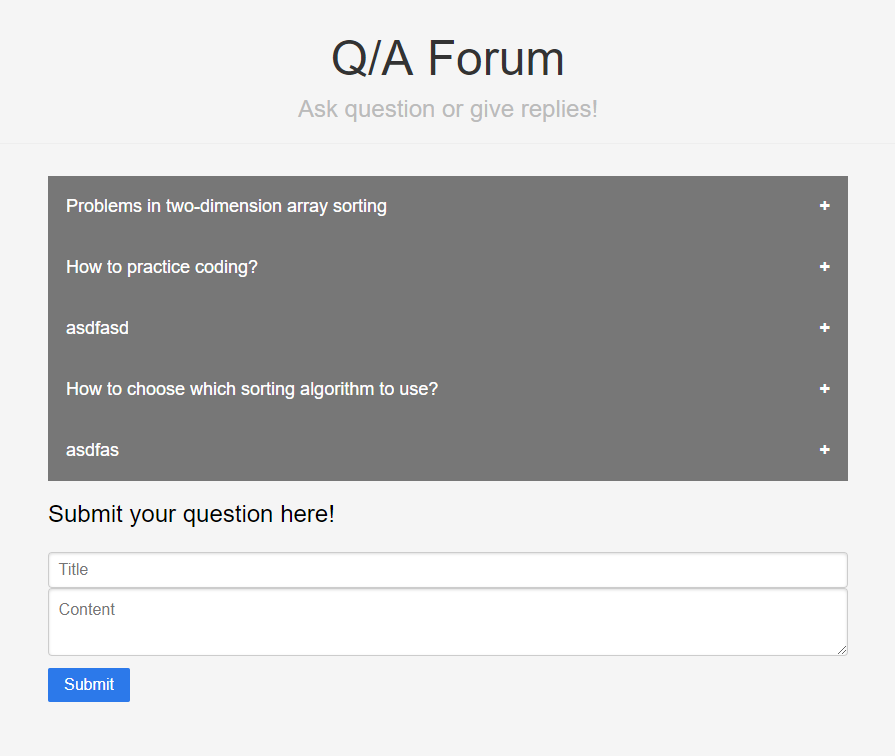 Q/A Forum
Ask question or give replies!
Problems in two-dimension array sorting +
How to practice coding? +
asdfasd +
How to choose which sorting algorithm to use? +
asdfas +
Submit your question here!
Title
Content
Submit